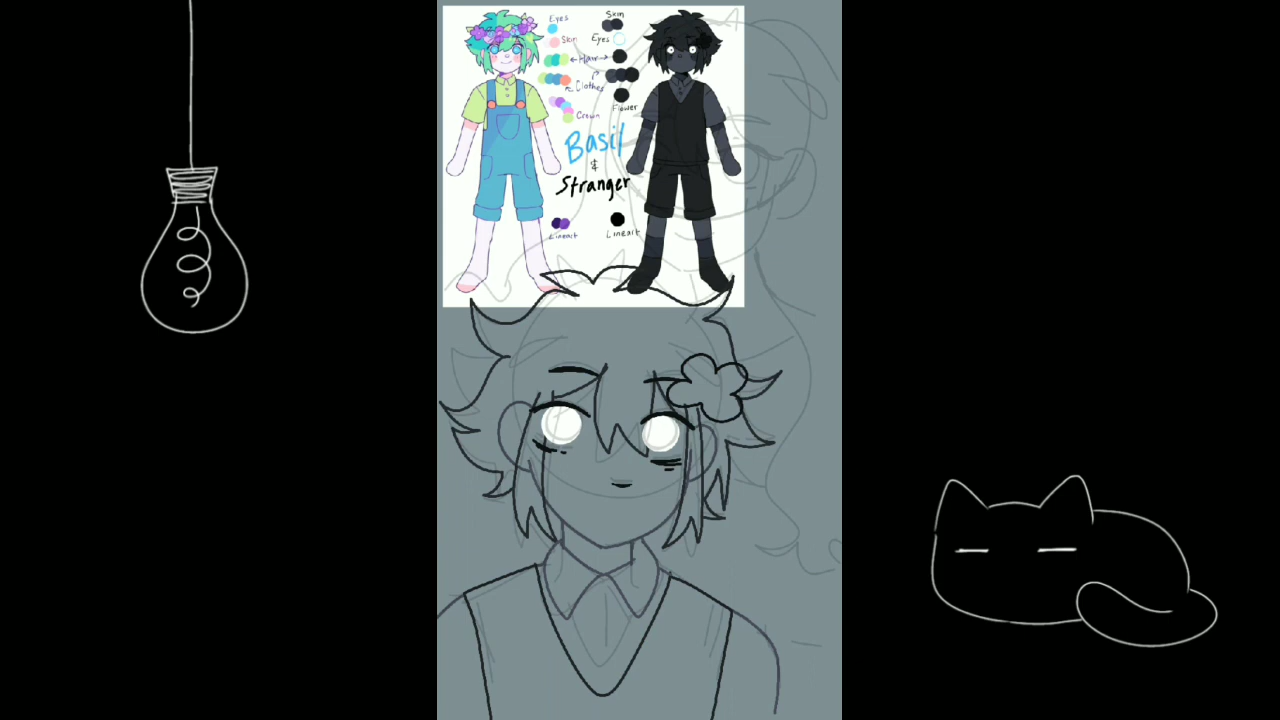 Eyes
Skin
Skin
Eyes
←Hair→
Clothes
Flower
Crown
Basil
&
Stranger
Lineart
Lineart